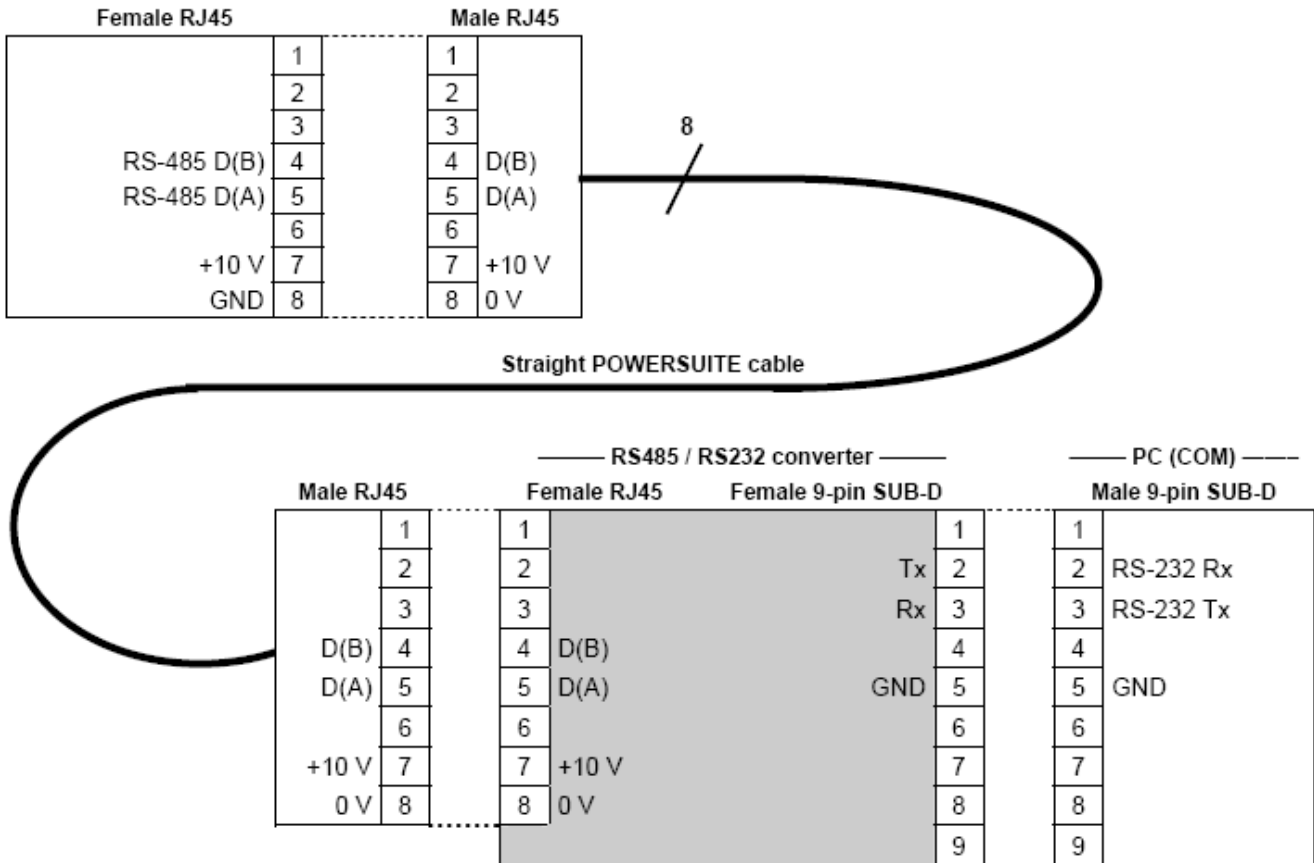 Female RJ45 Male RJ45
1 1
2 2
3 3
8
RS-485 D(B) 4 4 D(B)
RS-485 D(A) 5 5 D(A)
6 6
+10 V 7 7 +10 V
GND 8 8 0 V
Straight POWERSUITE cable
RS485 / RS232 converter PC (COM)
Male RJ45 Female RJ45 Female 9-pin SUB-D Male 9-pin SUB-D
1 1 1 1
2 2 Tx 2 2 RS-232 Rx
3 3 Rx 3 3 RS-232 Tx
D(B) 4 4 D(B) 4 4
D(A) 5 5 D(A) GND 5 5 GND
6 6 6 6
+10 V 7 7 +10 V 7 7
0 V 8 8 0 V 8 8
9 9